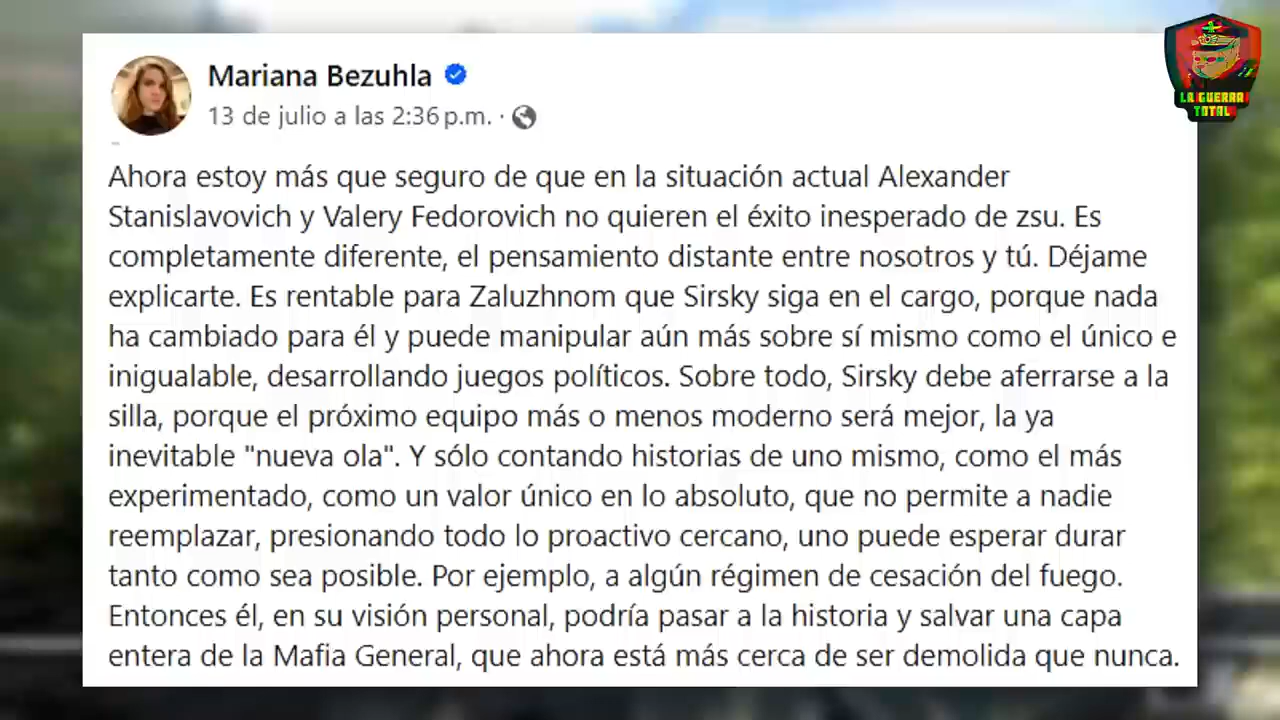 Mariana Bezuhla
13 de julio a las 2:36 p.m. ·
Ahora estoy más que seguro de que en la situación actual Alexander
Stanislavovich y Valery Fedorovich no quieren el éxito inesperado de zsu. Es
completamente diferente, el pensamiento distante entre nosotros y tú. Déjame
explicarte. Es rentable para Zaluzhnom que Sirsky siga en el cargo, porque nada
ha cambiado para él y puede manipular aún más sobre sí mismo como el único e
inigualable, desarrollando juegos políticos. Sobre todo, Sirsky debe aferrarse a la
silla, porque el próximo equipo más o menos moderno será mejor, la ya
inevitable "nueva ola". Y sólo contando historias de uno mismo, como el más
experimentado, como un valor único en lo absoluto, que no permite a nadie
reemplazar, presionando todo lo proactivo cercano, uno puede esperar durar
tanto como sea posible. Por ejemplo, a algún régimen de cesación del fuego.
Entonces él, en su visión personal, podría pasar a la historia y salvar una capa
entera de la Mafia General, que ahora está más cerca de ser demolida que nunca.
LA GUERRA
TOTAL